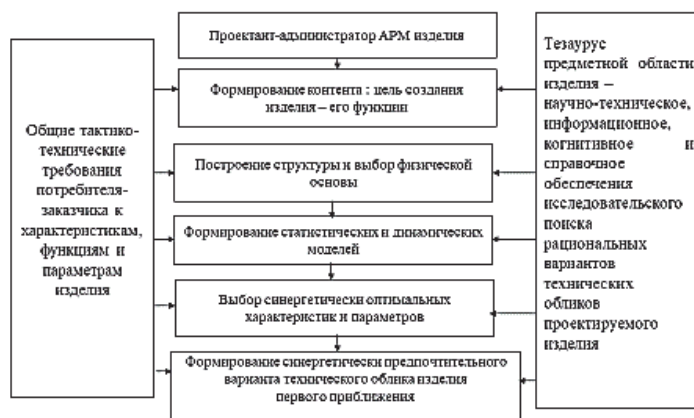 Проектант-администратор АРМ изделия
Формирование контента : цель создания
изделия – его функции
Построение структуры и выбор физической
основы
Формирование статистических и динамических
моделей
Выбор синергетически оптимальных
характеристик и параметров
Формирование синергетически предпочтительного
варианта технического облика изделия
первого приближения
Общие тактико-
технические
требования
потребителя-
заказчика к
характеристикам,
функциям и
параметрам
изделия
Тезаурус
предметной области
изделия –
научно-техническое,
информационное,
когнитивное и
справочное
обеспечения
исследовательского
поиска
рациональных
вариантов
технических
обликов
проектируемого
изделия